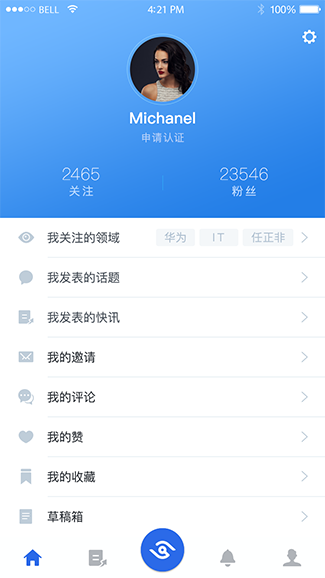 BELL 4:21 PM 100%
Michanel
申请认证
2465 23546
关注 粉丝
我关注的领域 华为 IT 任正非
我发表的话题
我发表的快讯
我的邀请
我的评论
我的赞
我的收藏
草稿箱